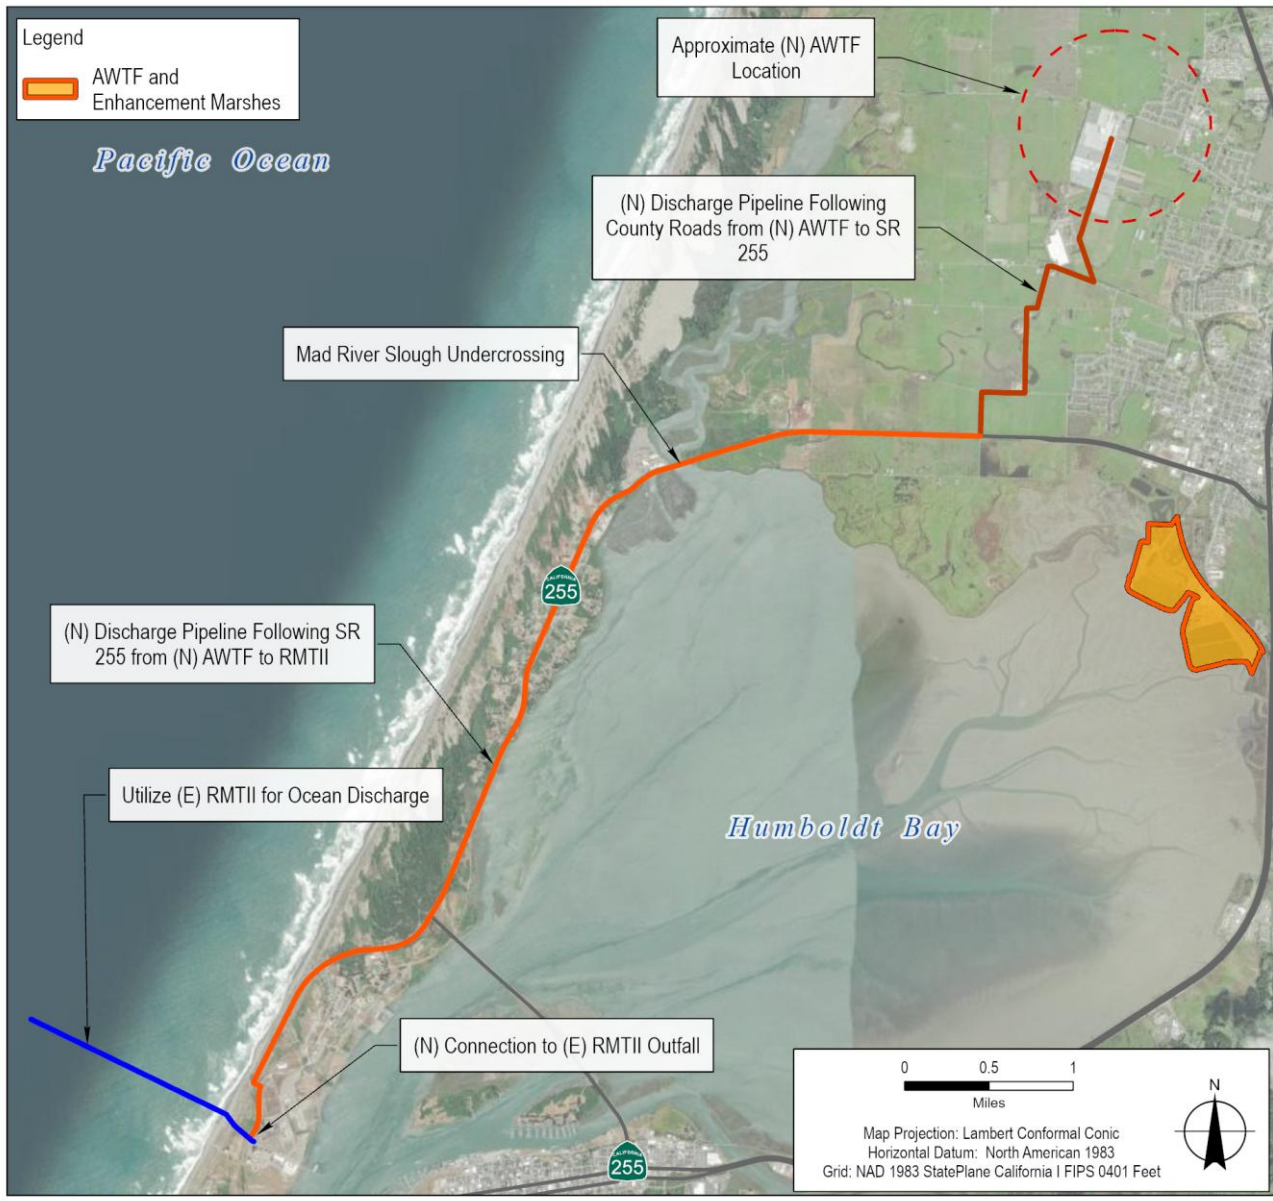 Legend
AWTF and
Enhancement Marshes
Pacific Ocean
Approximate (N) AWTF
Location
(N) Discharge Pipeline Following
County Roads from (N) AWTF to SR
255
Mad River Slough Undercrossing
CALIFORNIA
255
(N) Discharge Pipeline Following SR
255 from (N) AWTF to RMTII
Utilize (E) RMTII for Ocean Discharge
Humboldt Bay
(N) Connection to (E) RMTII Outfall
CALIFORNIA
255
0 0.5 1
Miles
N
Map Projection: Lambert Conformal Conic
Horizontal Datum: North American 1983
Grid: NAD 1983 StatePlane California I FIPS 0401 Feet